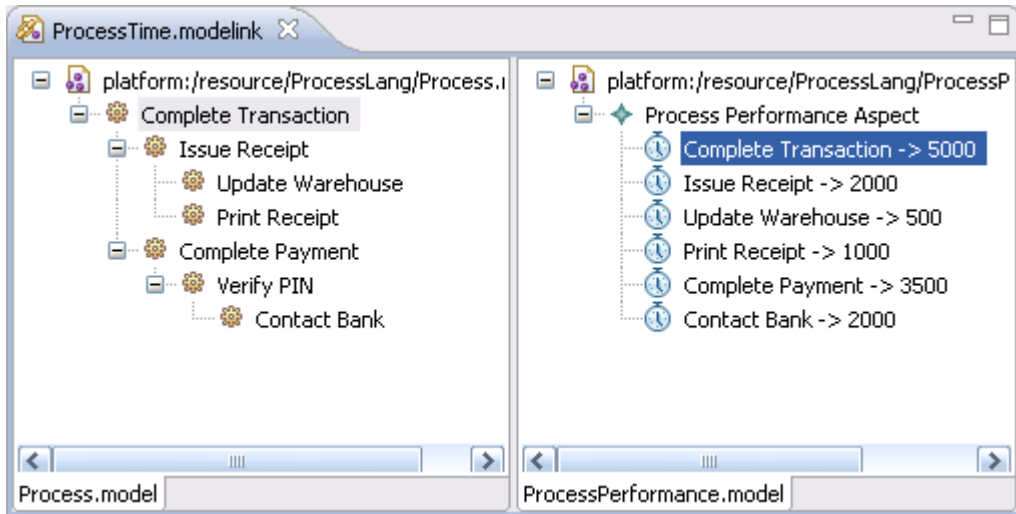 ProcessTime.modelink
platform:/resource/ProcessLang/Process.
Complete Transaction
Issue Receipt
Update Warehouse
Print Receipt
Complete Payment
Verify PIN
Contact Bank
Process.model
platform:/resource/ProcessLang/ProcessP
Process Performance Aspect
Complete Transaction -> 5000
Issue Receipt -> 2000
Update Warehouse -> 500
Print Receipt -> 1000
Complete Payment -> 3500
Contact Bank -> 2000
ProcessPerformance.model